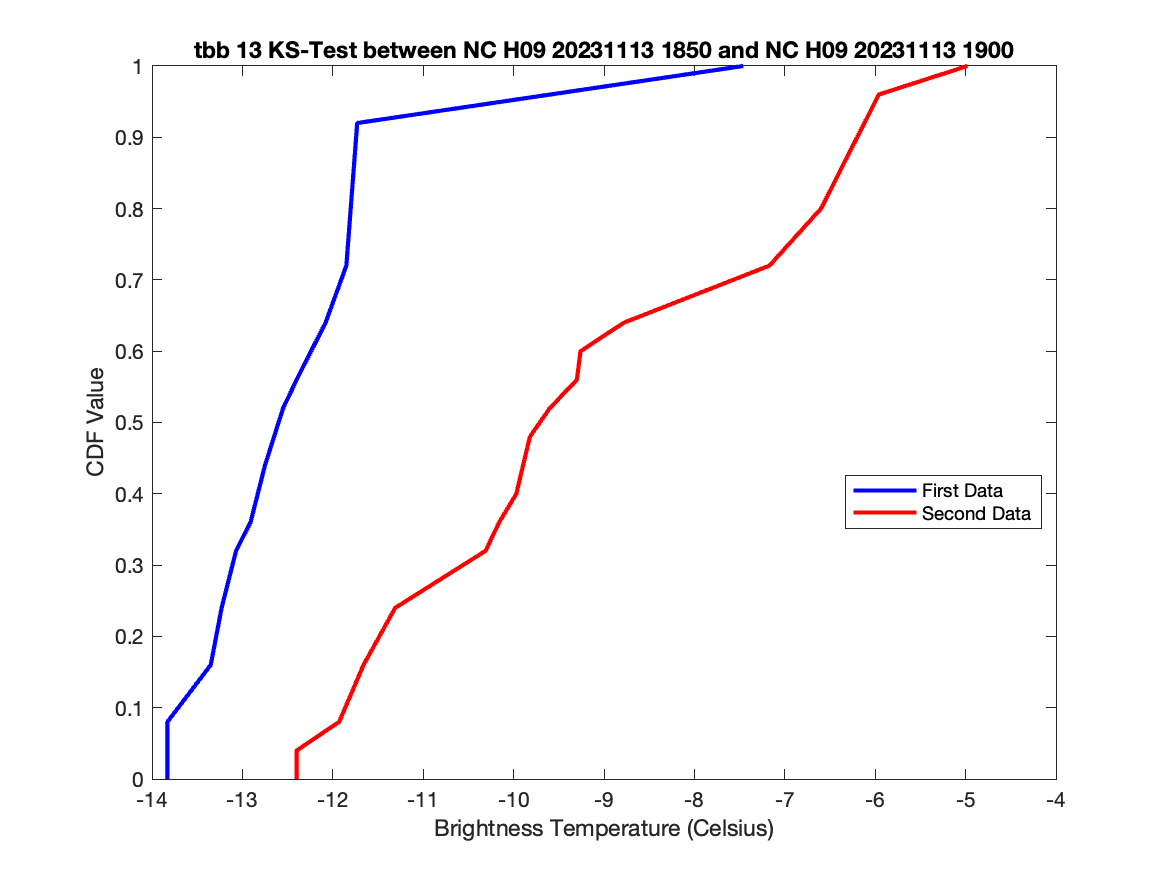 tbb 13 KS-Test between NC H09 20231113 1850 and NC H09 20231113 1900
1
0.9
0.8
0.7
0.6
0.5
0.4
0.3
0.2
0.1
0
CDF Value
First Data
Second Data
-14 -13 -12 -11 -10 -9 -8 -7 -6 -5 -4
Brightness Temperature (Celsius)